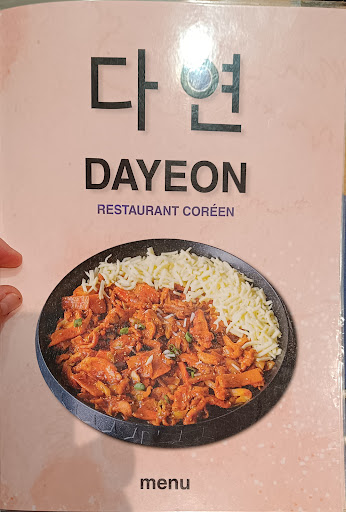 다연
DAYEON
RESTAURANT CORÉEN
menu